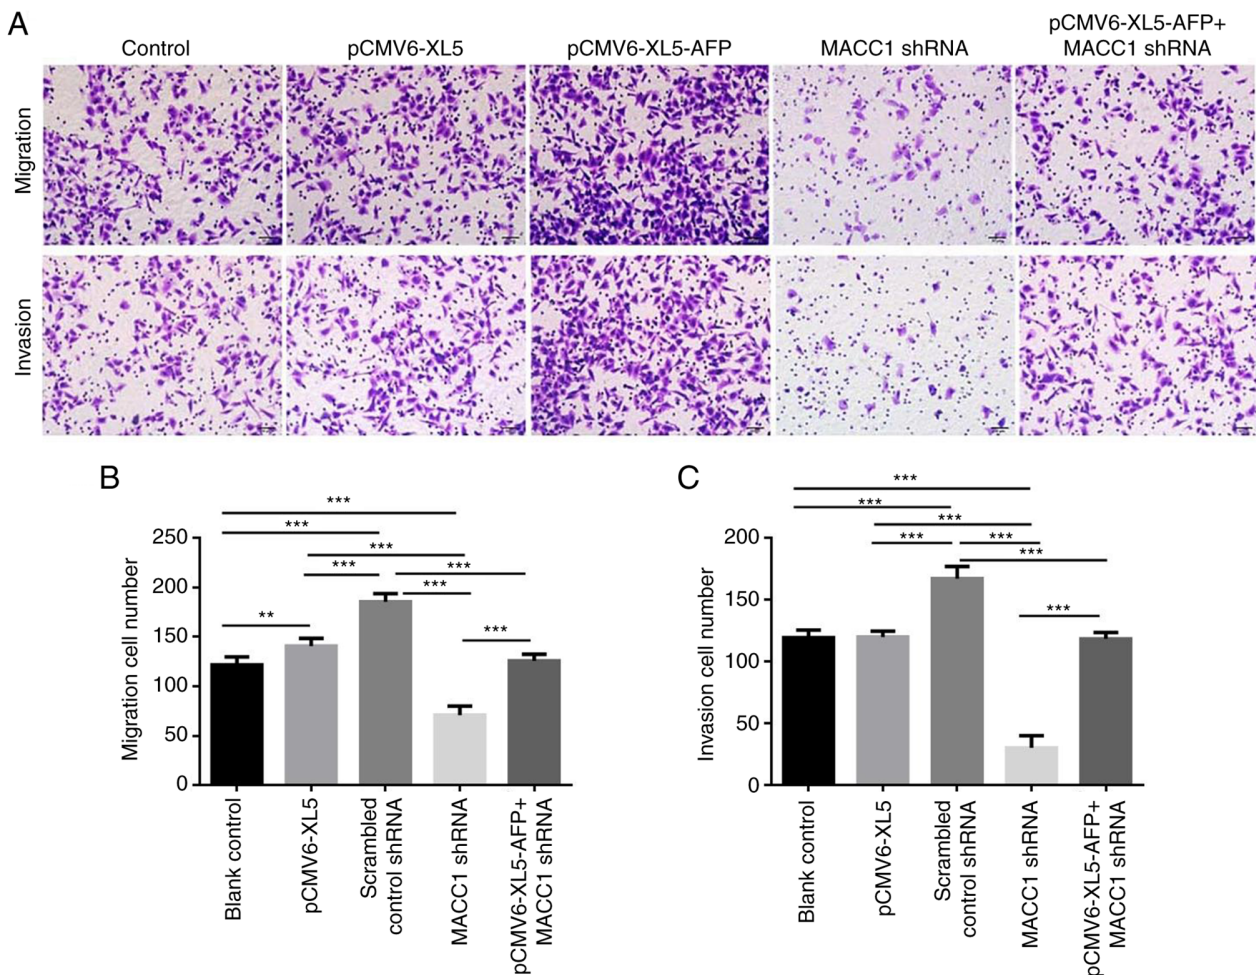 A
Control
pCMV6-XL5
pCMV6-XL5-AFP
MACC1 shRNA
pCMV6-XL5-AFP+
MACC1 shRNA
Migration
Invasion
B
***
***
***
***
***
***
**
***
250
200
150
100
50
0
Migration cell number
Blank control
pCMV6-XL5
Scrambled
control shRNA
MACC1 shRNA
pCMV6-XL5-AFP+
MACC1 shRNA
C
***
***
***
***
***
***
***
200
150
100
50
0
Invasion cell number
Blank control
pCMV6-XL5
Scrambled
control shRNA
MACC1 shRNA
pCMV6-XL5-AFP+
MACC1 shRNA